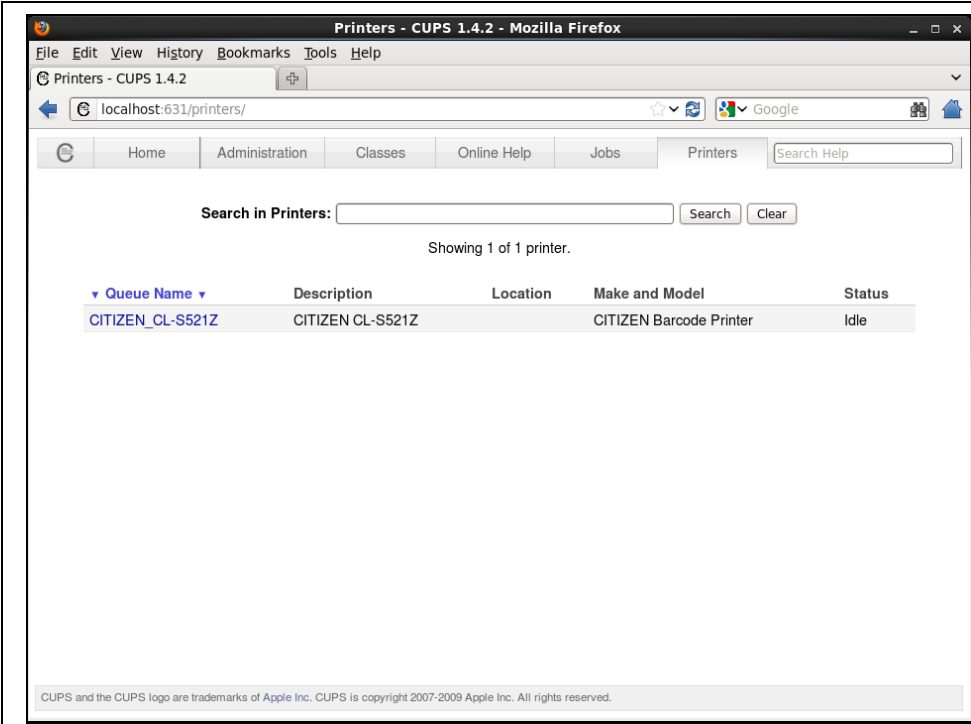 Printers - CUPS 1.4.2 - Mozilla Firefox
File Edit View History Bookmarks Tools Help
Printers - CUPS 1.4.2
localhost:631/printers/ Google
Home Administration Classes Online Help Jobs Printers Search Help
Search in Printers: Search Clear
Showing 1 of 1 printer.
▼ Queue Name ▼ Description Location Make and Model Status
CITIZEN_CL-S521Z CITIZEN CL-S521Z CITIZEN Barcode Printer Idle
CUPS and the CUPS logo are trademarks of Apple Inc. CUPS is copyright 2007-2009 Apple Inc. All rights reserved.